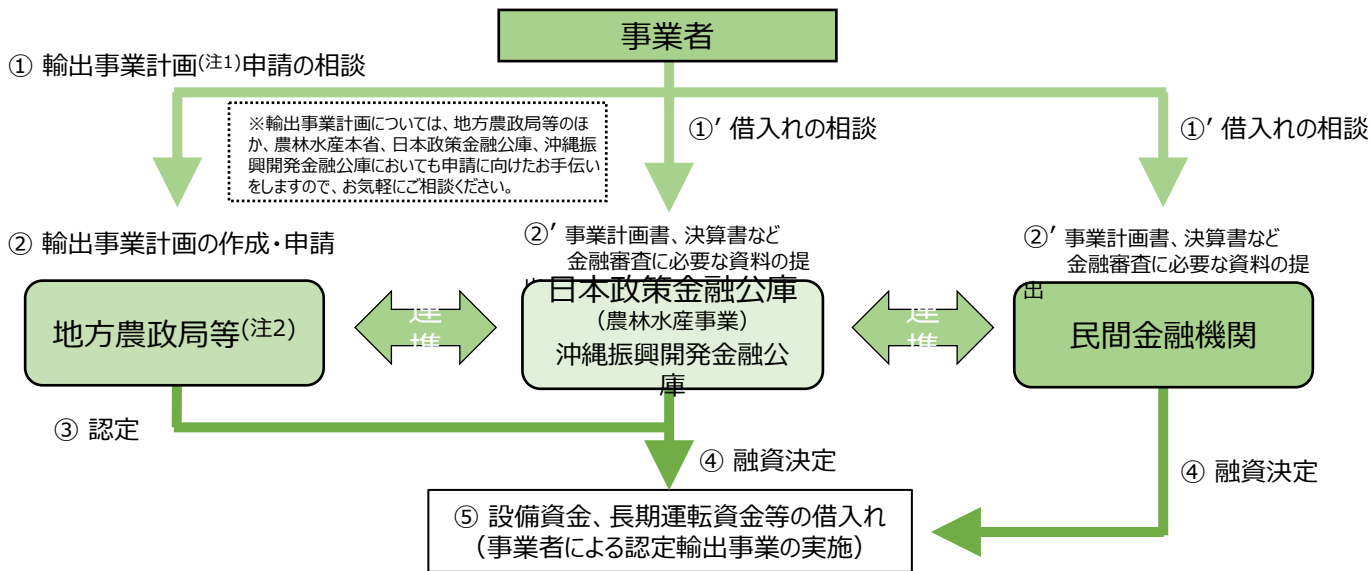 事業者
① 輸出事業計画(注1)申請の相談
※輸出事業計画については、地方農政局等のほ
か、農林水産本省、日本政策金融公庫、沖縄振
興開発金融公庫においても申請に向けたお手伝い
をしますので、お気軽にご相談ください。
①’ 借入れの相談
①’ 借入れの相談
② 輸出事業計画の作成・申請
②’ 事業計画書、決算書など
金融審査に必要な資料の提
②’ 事業計画書、決算書など
金融審査に必要な資料の提
出
地方農政局等(注2)
連
携
日本政策金融公庫
（農林水産事業）
沖縄振興開発金融公
庫
連
携
民間金融機関
③ 認定
④ 融資決定
④ 融資決定
⑤ 設備資金、長期運転資金等の借入れ
（事業者による認定輸出事業の実施）